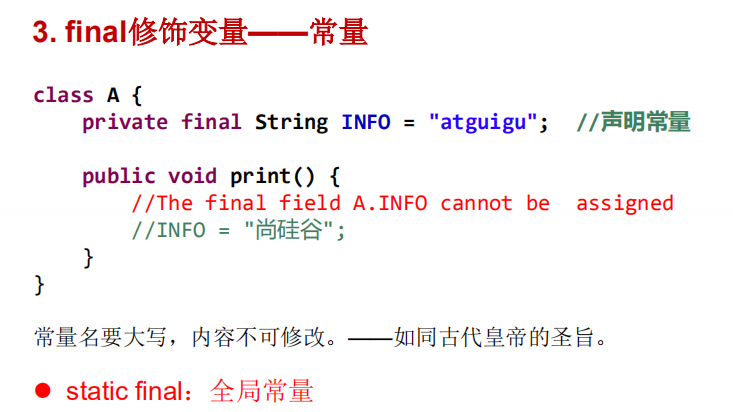 3. final修饰变量——常量
class A {
    private final String INFO = "atguigu";  //声明常量
    public void print() {
        //The final field A.INFO cannot be  assigned
        //INFO = "尚硅谷";
    }
}
常量名要大写，内容不可修改。——如同古代皇帝的圣旨。
● static final：全局常量